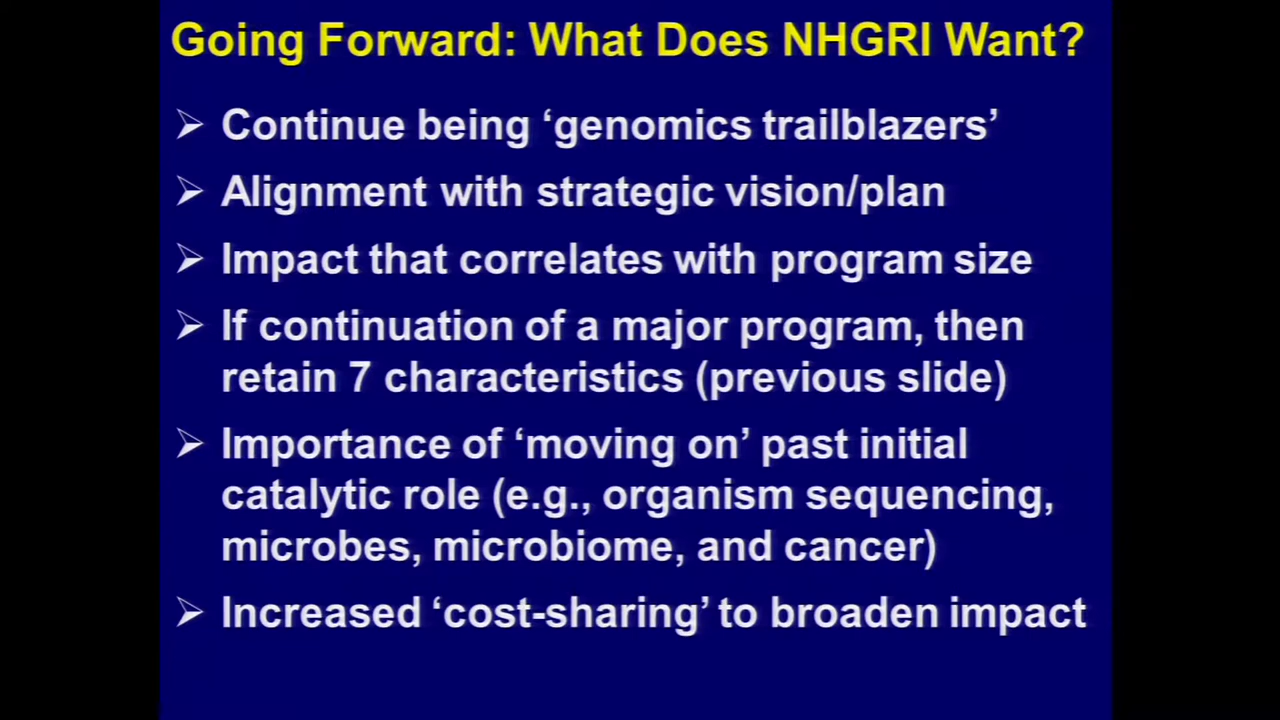 Going Forward: What Does NHGRI Want?
➢ Continue being ‘genomics trailblazers’
➢ Alignment with strategic vision/plan
➢ Impact that correlates with program size
➢ If continuation of a major program, then
retain 7 characteristics (previous slide)
➢ Importance of ‘moving on’ past initial
catalytic role (e.g., organism sequencing,
microbes, microbiome, and cancer)
➢ Increased ‘cost-sharing’ to broaden impact